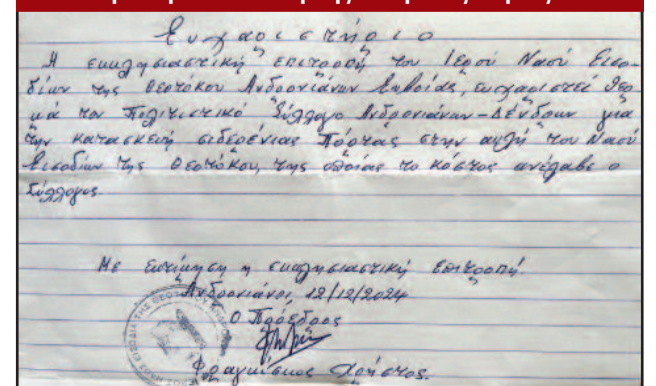 Ευχαριστήριο
Η εκκλησιαστική επιτροπή του Ιερού Ναού Εισο-
δίων της Θεοτόκου Ανδρονιάνων Ευβοίας, ευχαριστεί θερ-
μά τον Πολιτιστικό Σύλλογο Ανδρονιάνων-Δένδρων για
την κατασκευή σιδερένιας Πόρτας στην αυλή του Ναού
Εισοδίων της Θεοτόκου, της οποίας το κόστος ανέλαβε ο
Σύλλογος.
Με εκτίμηση η εκκλησιαστική επιτροπή.
Ανδρονιάνοι, 12/12/2024
Ο Πρόεδρος
Φραγκίσκος Χρήστος.